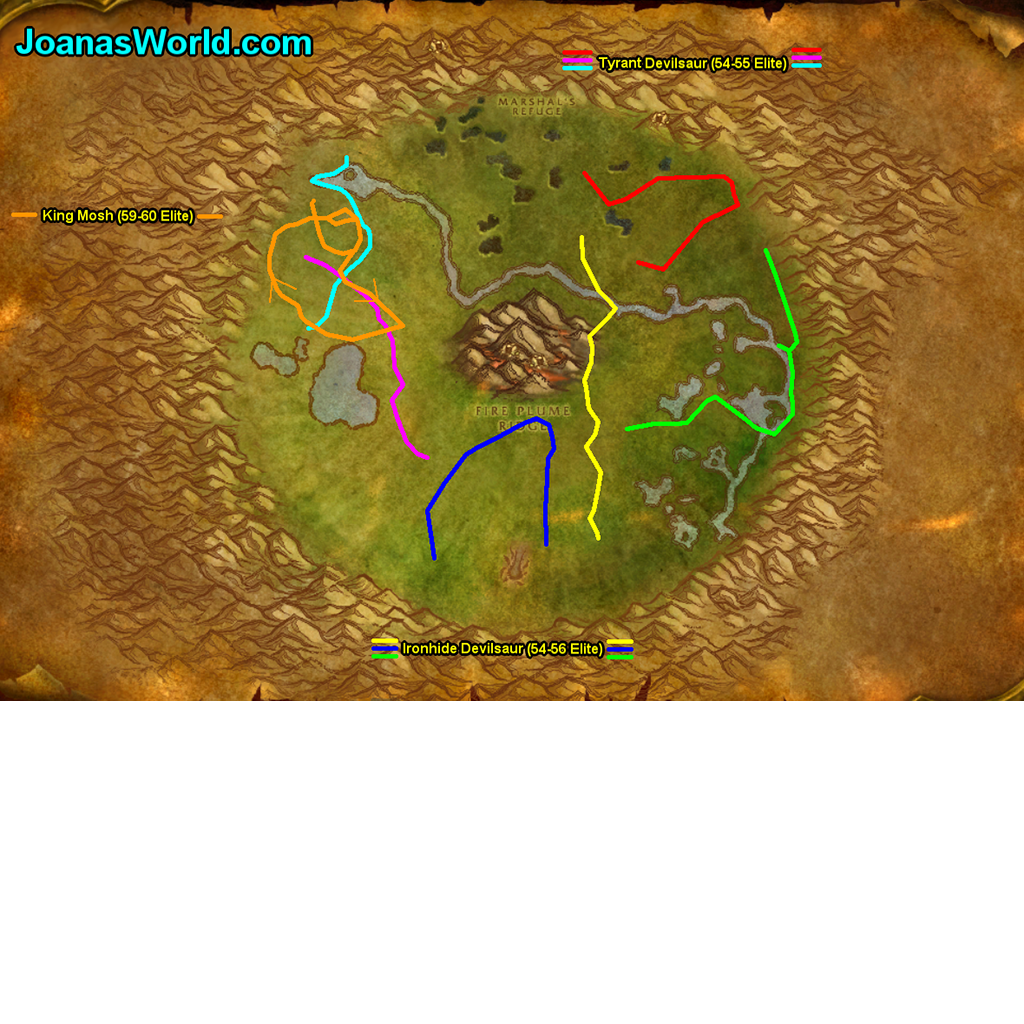 JoanasWorld.com
Tyrant Devilsaur (54-55 Elite)
MARSHAL'S
REFUGE
King Mosh (59-60 Elite)
FIRE PLUME
RIDGE
Ironhide Devilsaur (54-56 Elite)